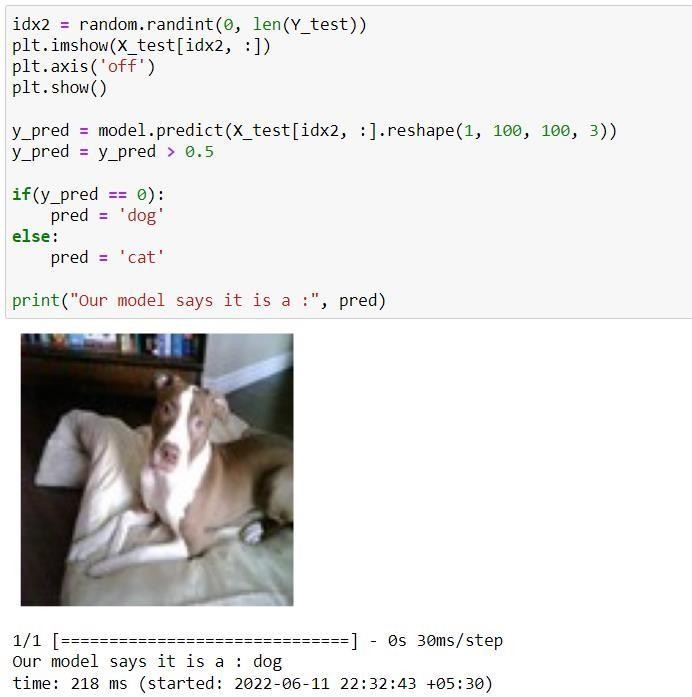 idx2 = random.randint(0, len(Y_test))
plt.imshow(X_test[idx2, :])
plt.axis('off')
plt.show()
y_pred = model.predict(X_test[idx2, :].reshape(1, 100, 100, 3))
y_pred = y_pred > 0.5
if(y_pred == 0):
    pred = 'dog'
else:
    pred = 'cat'
print("Our model says it is a :", pred)
1/1 [==============================] - 0s 30ms/step
Our model says it is a : dog
time: 218 ms (started: 2022-06-11 22:32:43 +05:30)